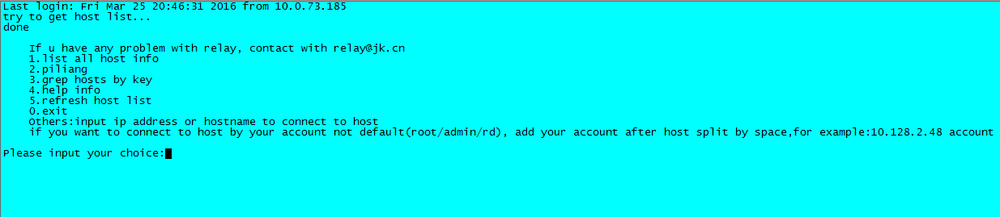 Last login: Fri Mar 25 20:46:31 2016 from 10.0.73.185
try to get host list...
done
If u have any problem with relay, contact with relay@jk.cn
1.list all host info
2.piliang
3.grep hosts by key
4.help info
5.refresh host list
0.exit
Others:input ip address or hostname to connect to host
if you want to connect to host by your account not default(root/admin/rd), add your account after host split by space,for example:10.128.2.48 account
Please input your choice: